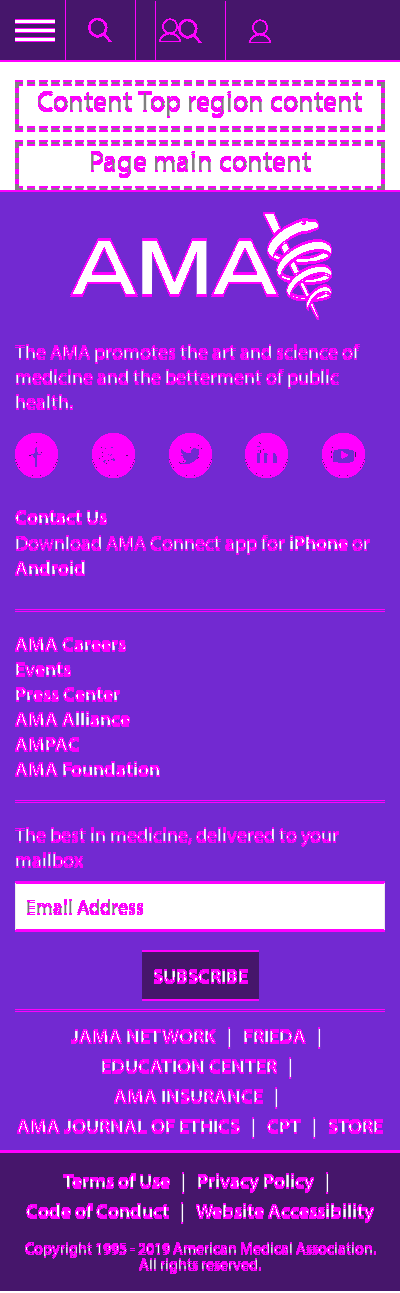 Content Top region content
Page main content
AMA
The AMA promotes the art and science of
medicine and the betterment of public
health.
Contact Us
Download AMA Connect app for iPhone or
Android
AMA Careers
Events
Press Center
AMA Alliance
AMPAC
AMA Foundation
The best in medicine, delivered to your
mailbox
Email Address
SUBSCRIBE
JAMA NETWORK | FRIEDA |
EDUCATION CENTER |
AMA INSURANCE |
AMA JOURNAL OF ETHICS | CPT | STORE
Terms of Use | Privacy Policy |
Code of Conduct | Website Accessibility
Copyright 1995 - 2019 American Medical Association.
All rights reserved.